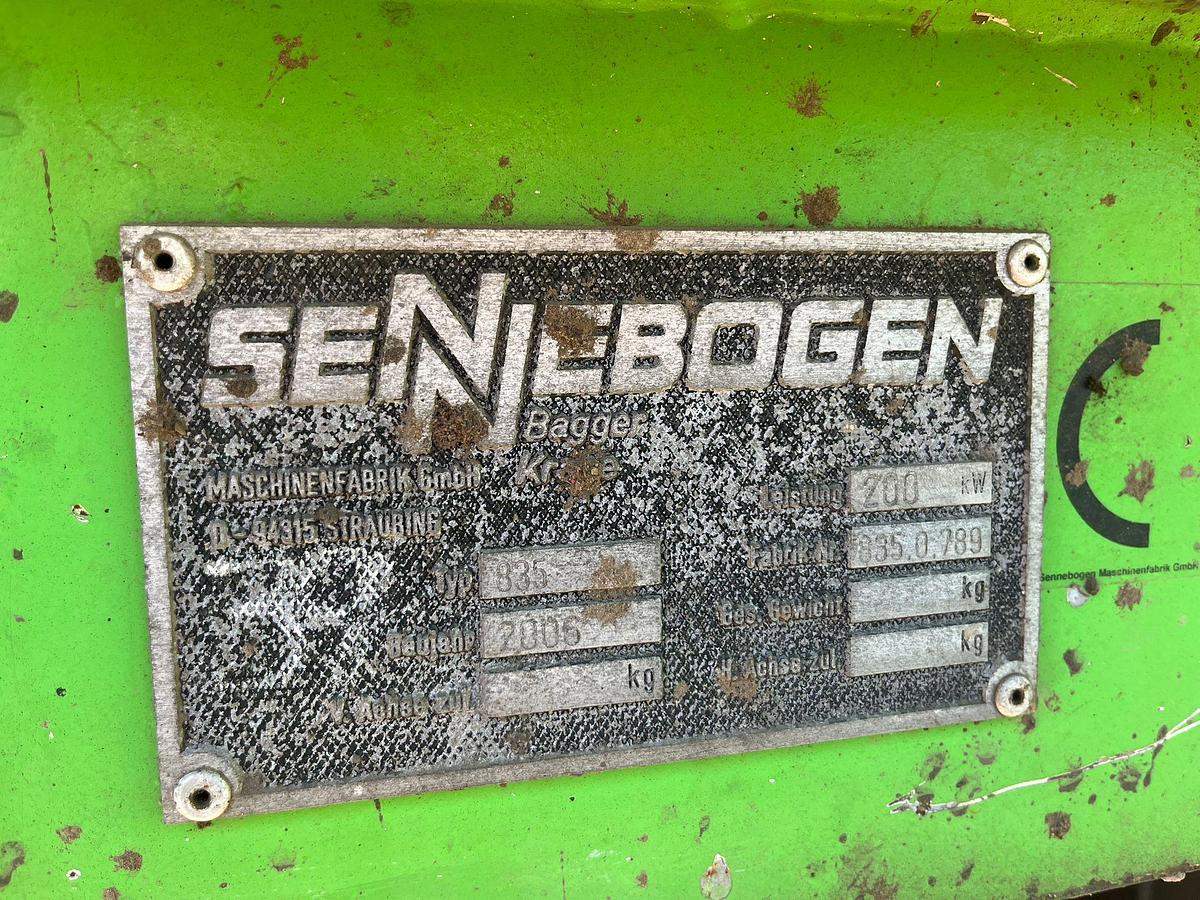 SENNEBOGEN
Bagger
Krane
MASCHINENFABRIK GmbH
D-94315 STRAUBING
Leistung 200 kW
Typ 835
Fabrik-Nr. 835.0.789
Baujahr 2006
Ges. Gewicht kg
V. Achse zul. kg
H. Achse zul. kg
Sennebogen Maschinenfabrik GmbH